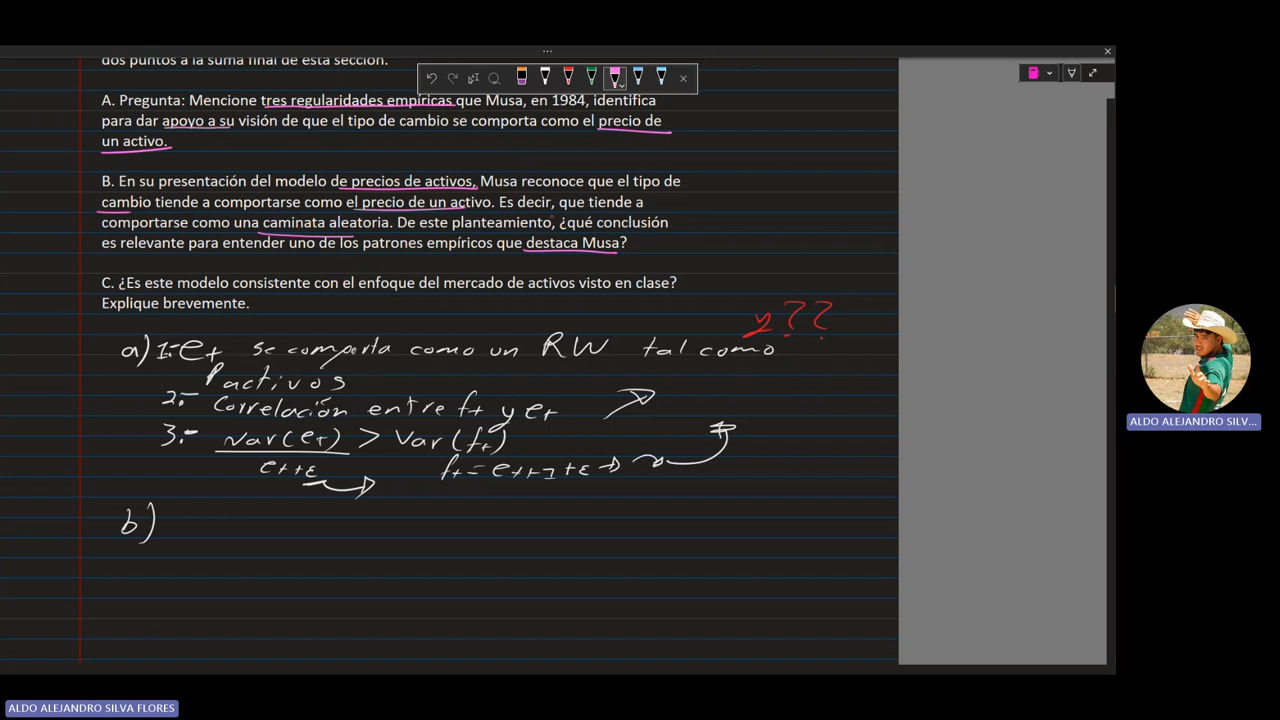 dos puntos a la suma final de esta sección.
A. Pregunta: Mencione tres regularidades empíricas que Musa, en 1984, identifica
para dar apoyo a su visión de que el tipo de cambio se comporta como el precio de
un activo.
B. En su presentación del modelo de precios de activos, Musa reconoce que el tipo de
cambio tiende a comportarse como el precio de un activo. Es decir, que tiende a
comportarse como una caminata aleatoria. De este planteamiento, ¿qué conclusión
es relevante para entender uno de los patrones empíricos que destaca Musa?
C. ¿Es este modelo consistente con el enfoque del mercado de activos visto en clase?
Explique brevemente.
y??
a) 1.- et se comporta como un RW tal como
Pactivos
2.- Correlación entre ft y et
3.- Var(et) > Var(ft)
et+ε ft = et+1+ε
b)
ALDO ALEJANDRO SILV...
ALDO ALEJANDRO SILVA FLORES